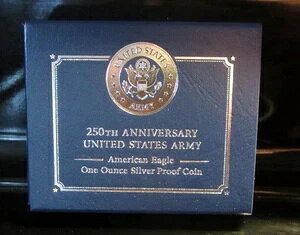 UNITED STATES
ARMY
250TH ANNIVERSARY
UNITED STATES ARMY
American Eagle
One Ounce Silver Proof Coin